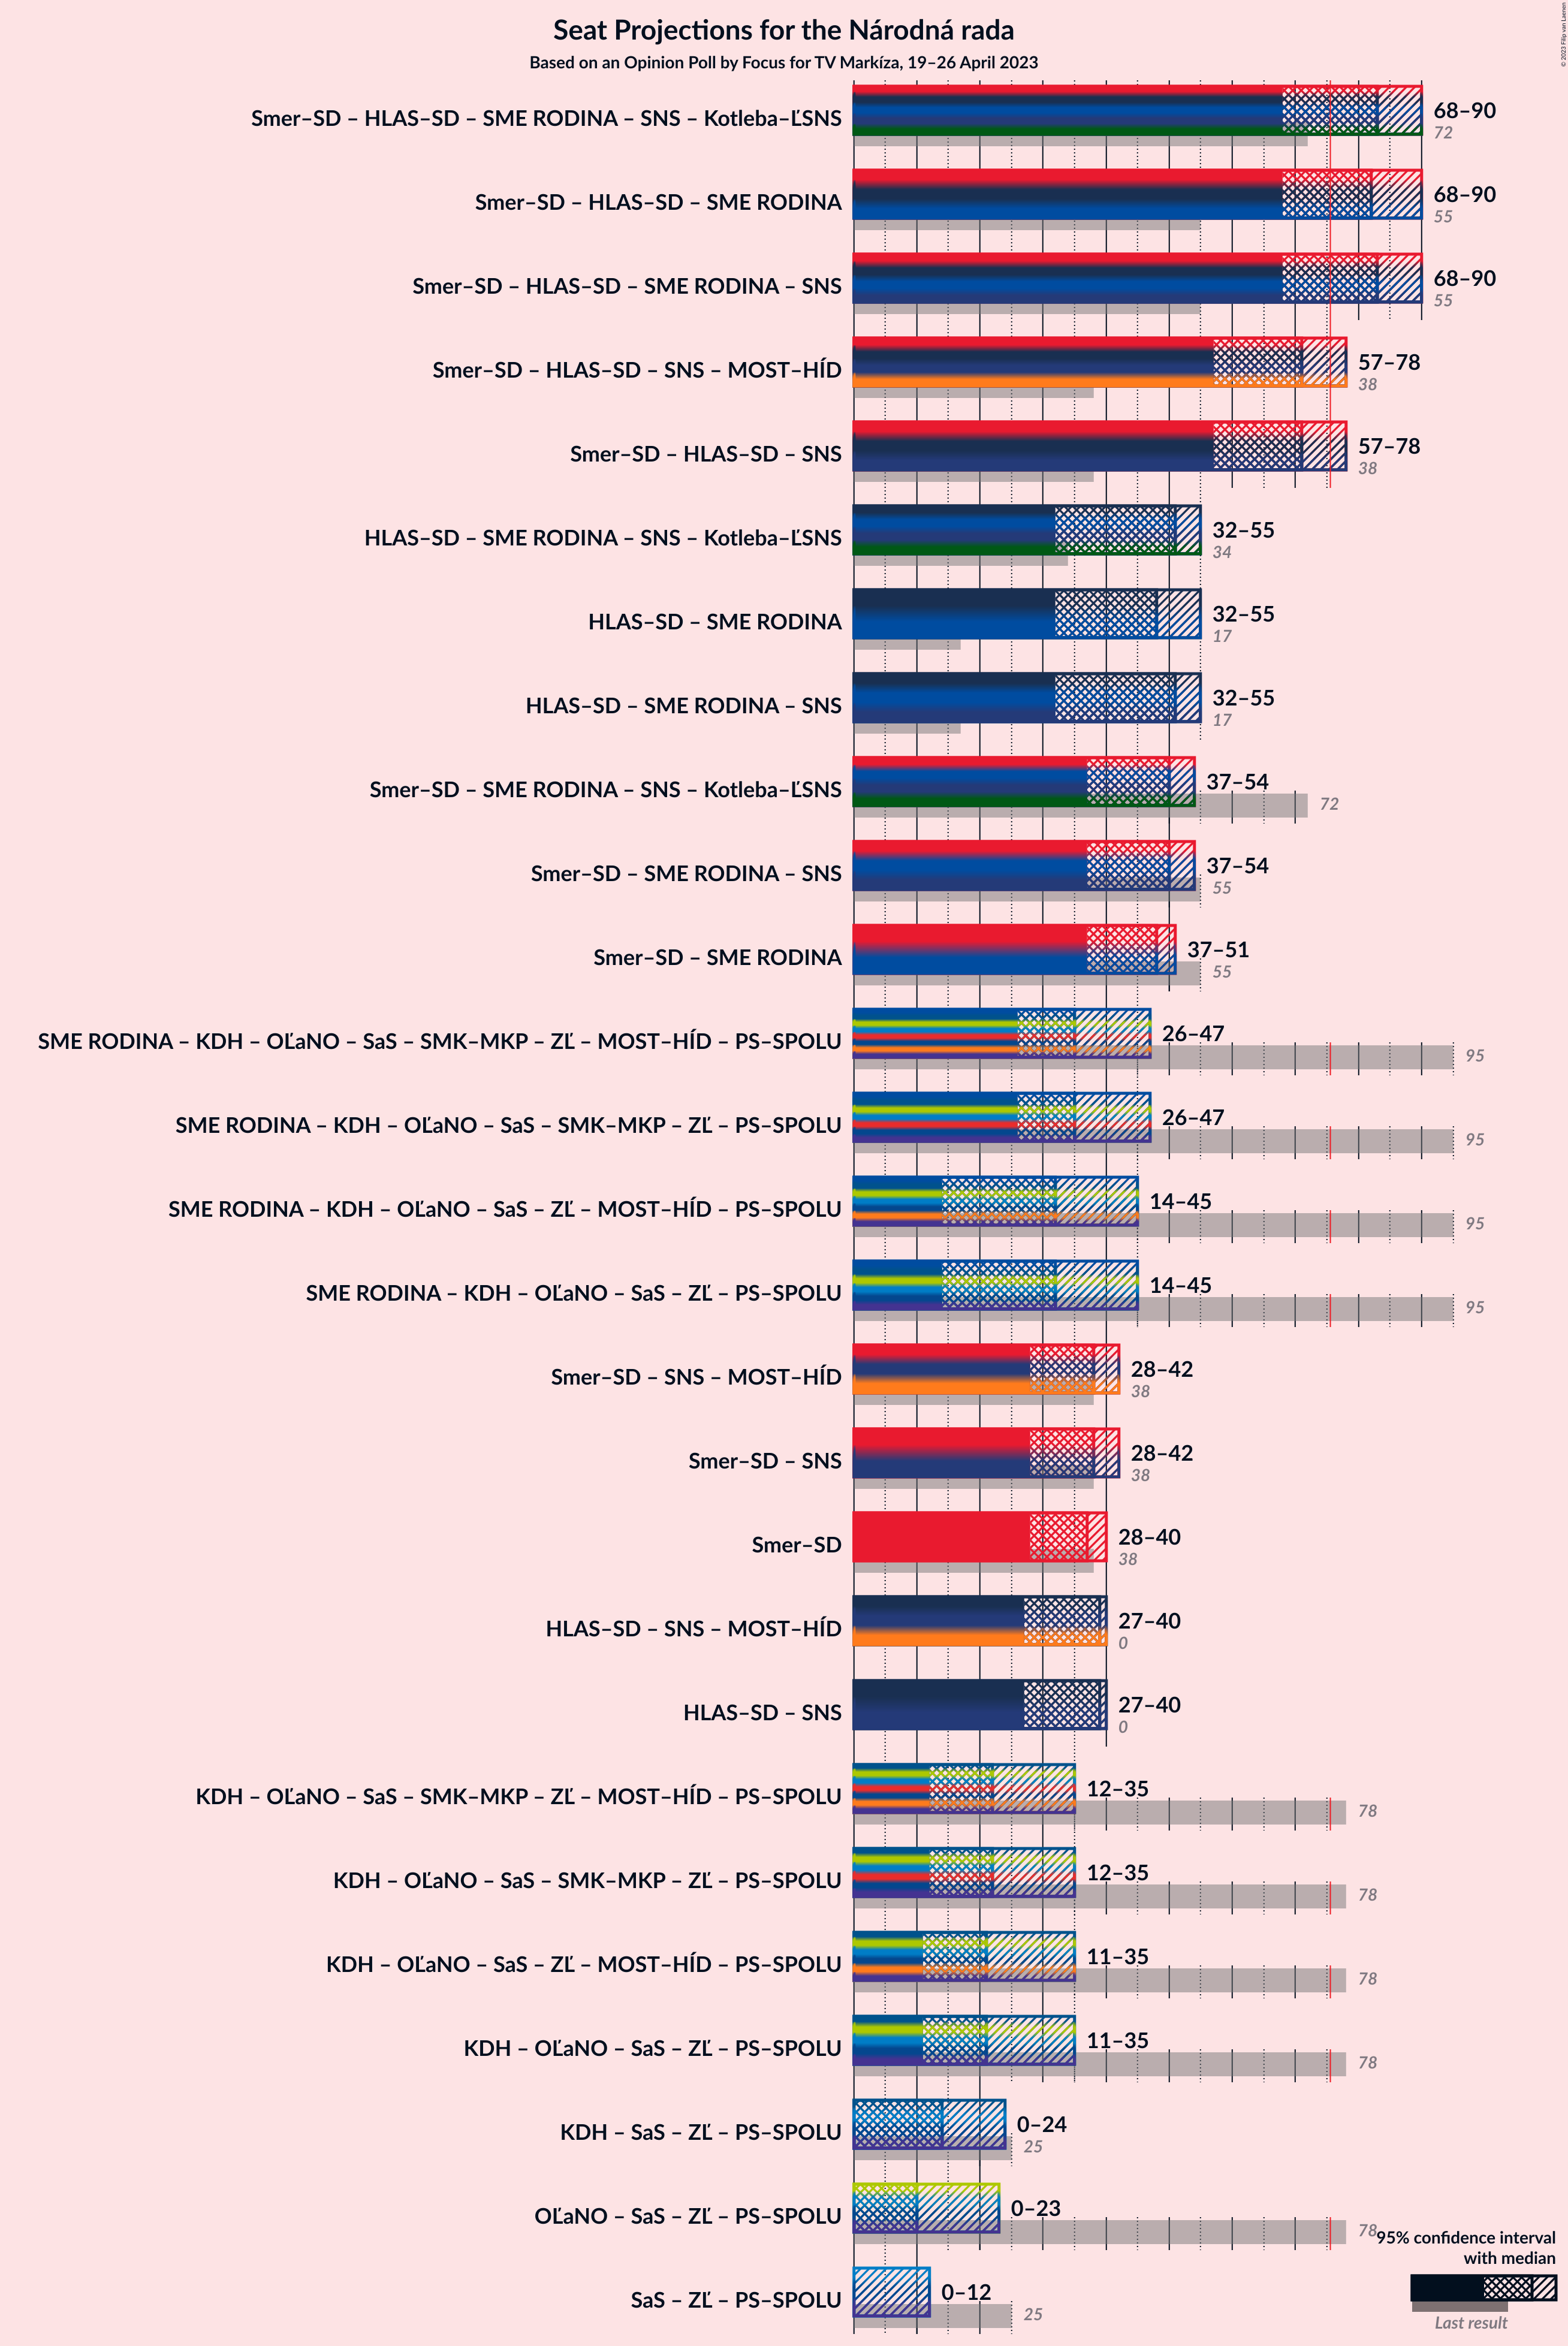 Seat Projections for the Národná rada
Based on an Opinion Poll by Focus for TV Markíza, 19–26 April 2023
© 2023 Filip van Laenen
Smer–SD – HLAS–SD – SME RODINA – SNS – Kotleba–ĽSNS
68–90
72
Smer–SD – HLAS–SD – SME RODINA
68–90
55
Smer–SD – HLAS–SD – SME RODINA – SNS
68–90
55
Smer–SD – HLAS–SD – SNS – MOST–HÍD
57–78
38
Smer–SD – HLAS–SD – SNS
57–78
38
HLAS–SD – SME RODINA – SNS – Kotleba–ĽSNS
32–55
34
HLAS–SD – SME RODINA
32–55
17
HLAS–SD – SME RODINA – SNS
32–55
17
Smer–SD – SME RODINA – SNS – Kotleba–ĽSNS
37–54
72
Smer–SD – SME RODINA – SNS
37–54
55
Smer–SD – SME RODINA
37–51
55
SME RODINA – KDH – OĽaNO – SaS – SMK–MKP – ZĽ – MOST–HÍD – PS–SPOLU
26–47
95
SME RODINA – KDH – OĽaNO – SaS – SMK–MKP – ZĽ – PS–SPOLU
26–47
95
SME RODINA – KDH – OĽaNO – SaS – ZĽ – MOST–HÍD – PS–SPOLU
14–45
95
SME RODINA – KDH – OĽaNO – SaS – ZĽ – PS–SPOLU
14–45
95
Smer–SD – SNS – MOST–HÍD
28–42
38
Smer–SD – SNS
28–42
38
Smer–SD
28–40
38
HLAS–SD – SNS – MOST–HÍD
27–40
0
HLAS–SD – SNS
27–40
0
KDH – OĽaNO – SaS – SMK–MKP – ZĽ – MOST–HÍD – PS–SPOLU
12–35
78
KDH – OĽaNO – SaS – SMK–MKP – ZĽ – PS–SPOLU
12–35
78
KDH – OĽaNO – SaS – ZĽ – MOST–HÍD – PS–SPOLU
11–35
78
KDH – OĽaNO – SaS – ZĽ – PS–SPOLU
11–35
78
KDH – SaS – ZĽ – PS–SPOLU
0–24
25
OĽaNO – SaS – ZĽ – PS–SPOLU
0–23
78
SaS – ZĽ – PS–SPOLU
0–12
25
95% confidence interval
with median
Last result